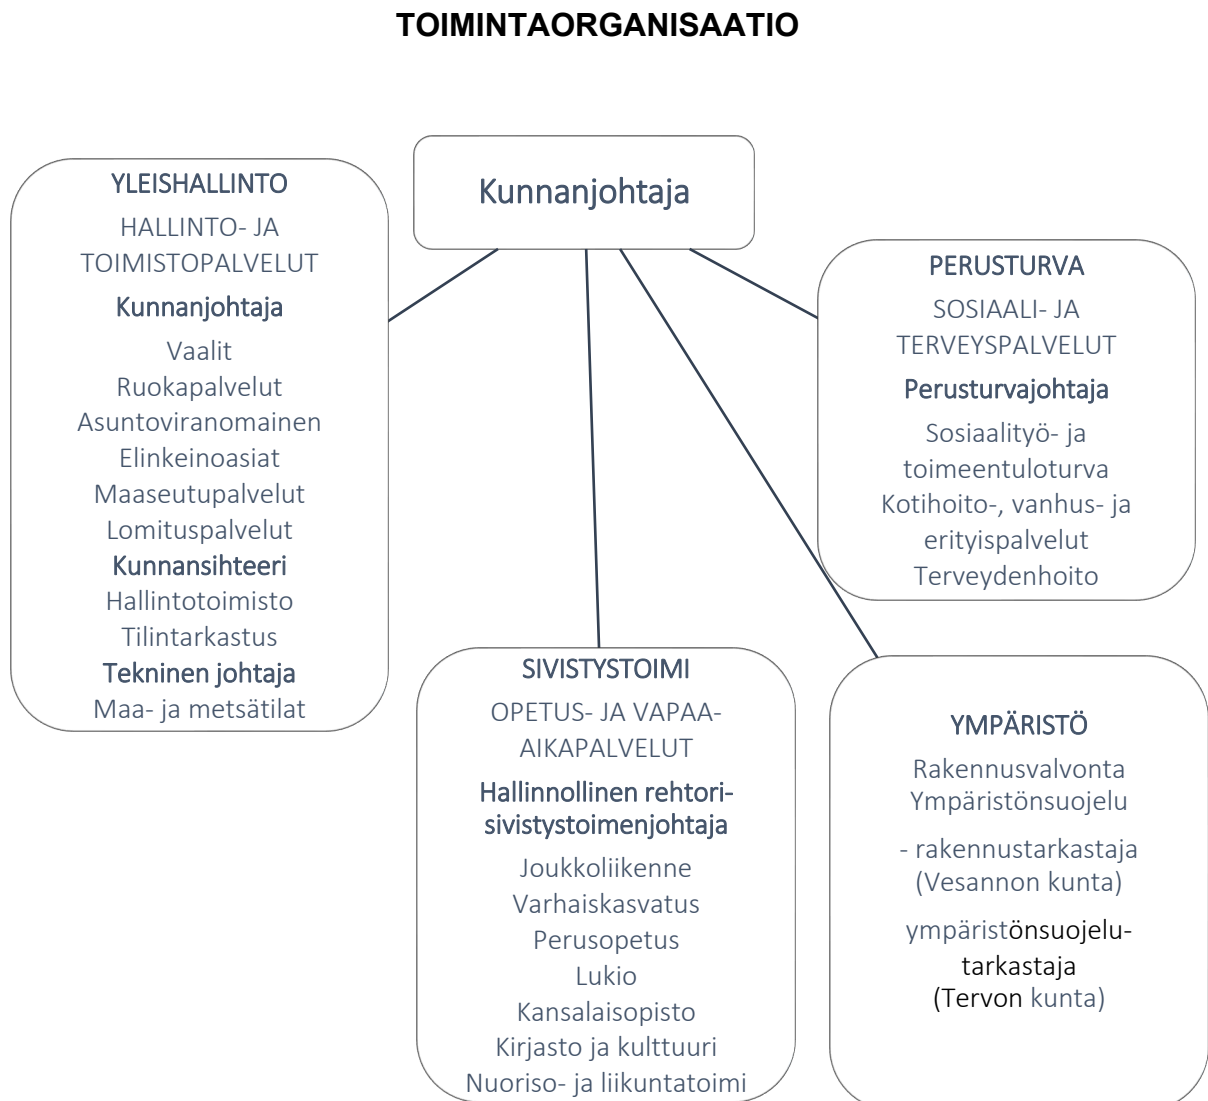 TOIMINTAORGANISAATIO
Kunnanjohtaja
YLEISHALLINTO
HALLINTO- JA
TOIMISTOPALVELUT
Kunnanjohtaja
Vaalit
Ruokapalvelut
Asuntoviranomainen
Elinkeinoasiat
Maaseutupalvelut
Lomituspalvelut
Kunnansihteeri
Hallintotoimisto
Tilintarkastus
Tekninen johtaja
Maa- ja metsätilat
PERUSTURVA
SOSIAALI- JA
TERVEYSPALVELUT
Perusturvajohtaja
Sosiaalityö- ja
toimeentuloturva
Kotihoito-, vanhus- ja
erityispalvelut
Terveydenhoito
SIVISTYSTOIMI
OPETUS- JA VAPAA-
AIKAPALVELUT
Hallinnollinen rehtori-
sivistystoimenjohtaja
Joukkoliikenne
Varhaiskasvatus
Perusopetus
Lukio
Kansalaisopisto
Kirjasto ja kulttuuri
Nuoriso- ja liikuntatoimi
YMPÄRISTÖ
Rakennusvalvonta
Ympäristönsuojelu
- rakennustarkastaja
(Vesannon kunta)
ympäristönsuojelu-
tarkastaja
(Tervon kunta)